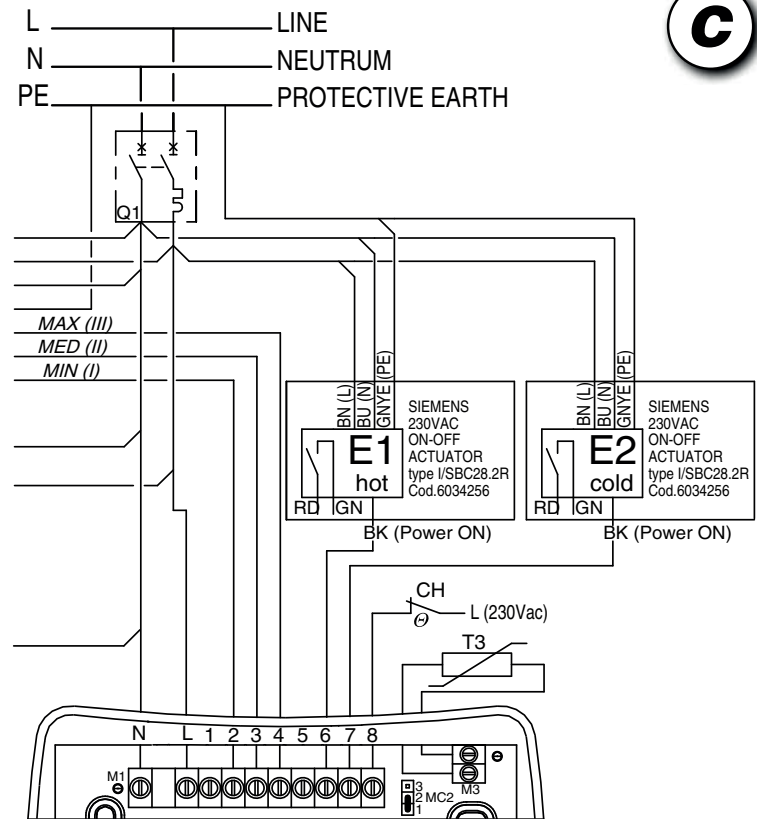 C
L LINE
N NEUTRUM
PE PROTECTIVE EARTH
Q1
MAX (III)
MED (II)
MIN (I)
BN (L)
BU (N)
GNYE (PE)
E1
hot
SIEMENS
230VAC
ON-OFF
ACTUATOR
type I/SBC28.2R
Cod.6034256
RD GN
BK (Power ON)
BN (L)
BU (N)
GNYE (PE)
E2
cold
SIEMENS
230VAC
ON-OFF
ACTUATOR
type I/SBC28.2R
Cod.6034256
RD GN
BK (Power ON)
CH
Θ
L (230Vac)
T3
N L 1 2 3 4 5 6 7 8
M1
3
2
1
MC2
M3